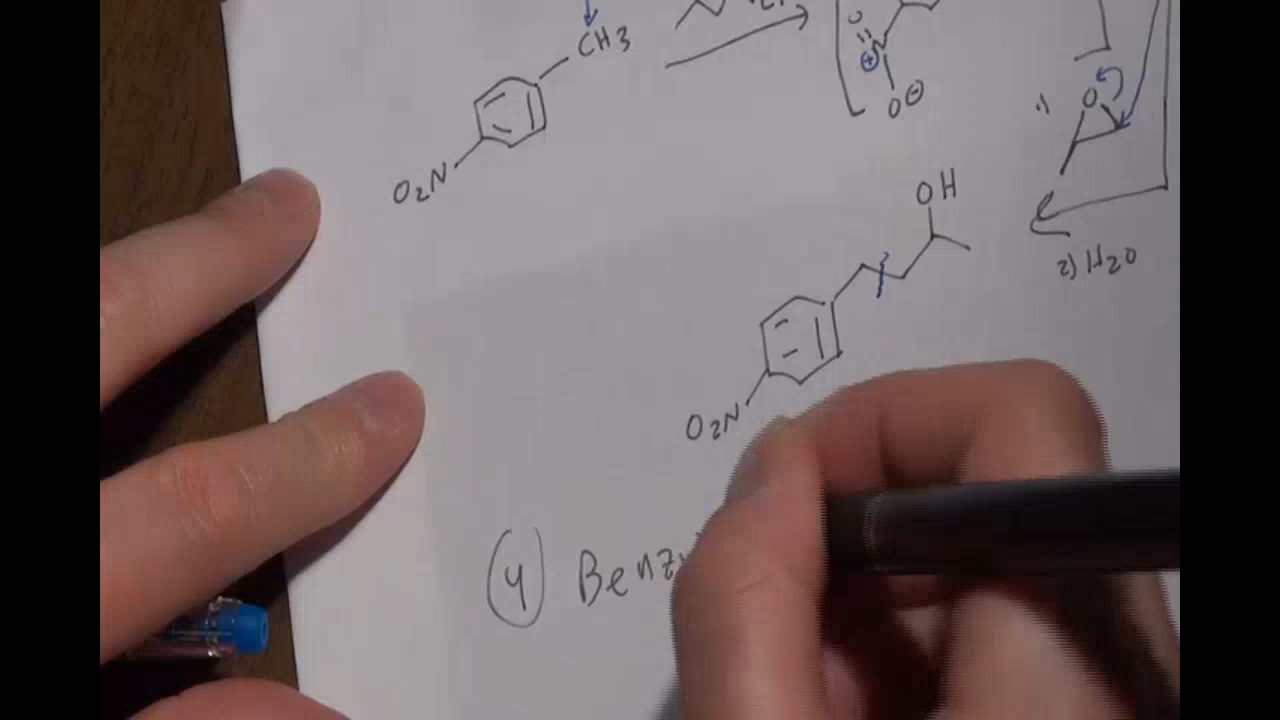 CH3
O2N
⊕
O⊖
O
1)
OH
2) H2O
O2N
④ Benz